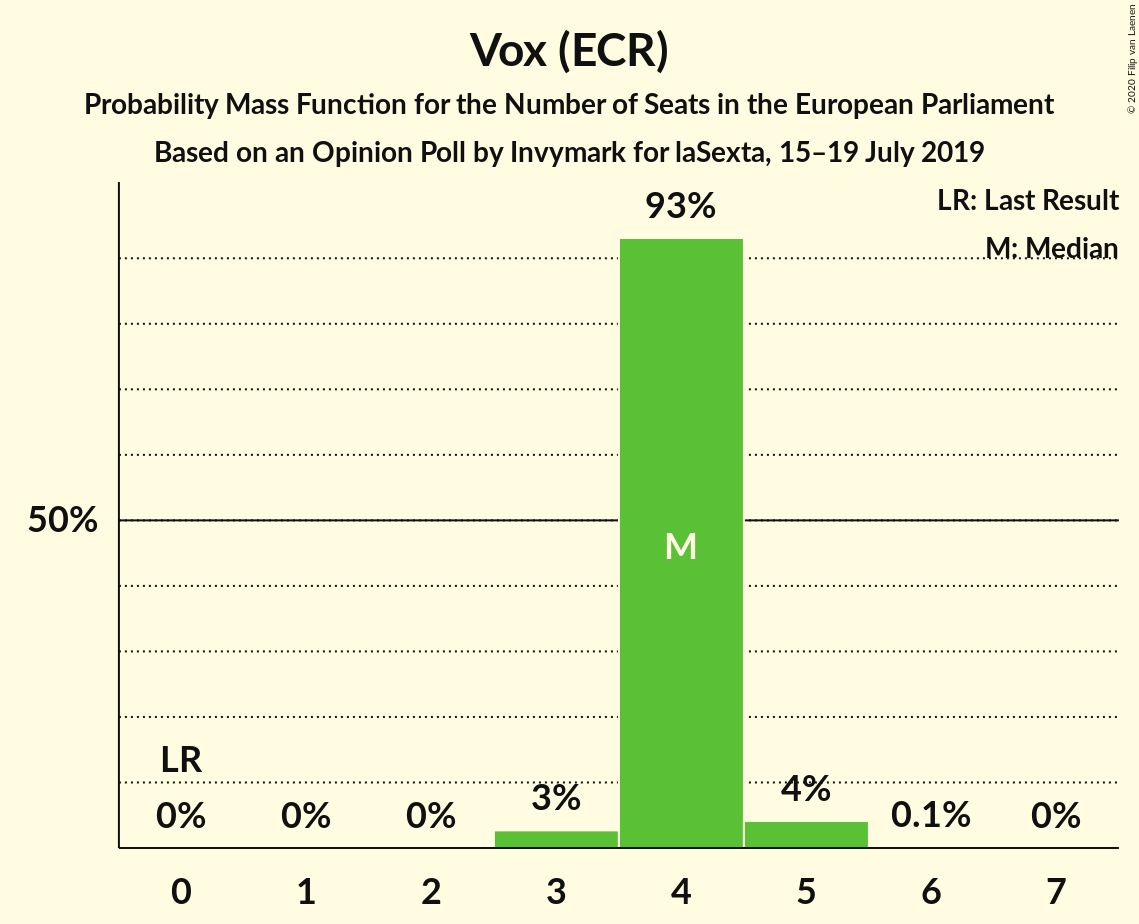 Vox (ECR)
Probability Mass Function for the Number of Seats in the European Parliament
Based on an Opinion Poll by Invymark for laSexta, 15–19 July 2019
© 2020 Filip van Laenen
LR: Last Result
M: Median
93%
50%
M
LR
0% 0% 0% 3% 4% 0.1% 0%
0 1 2 3 4 5 6 7